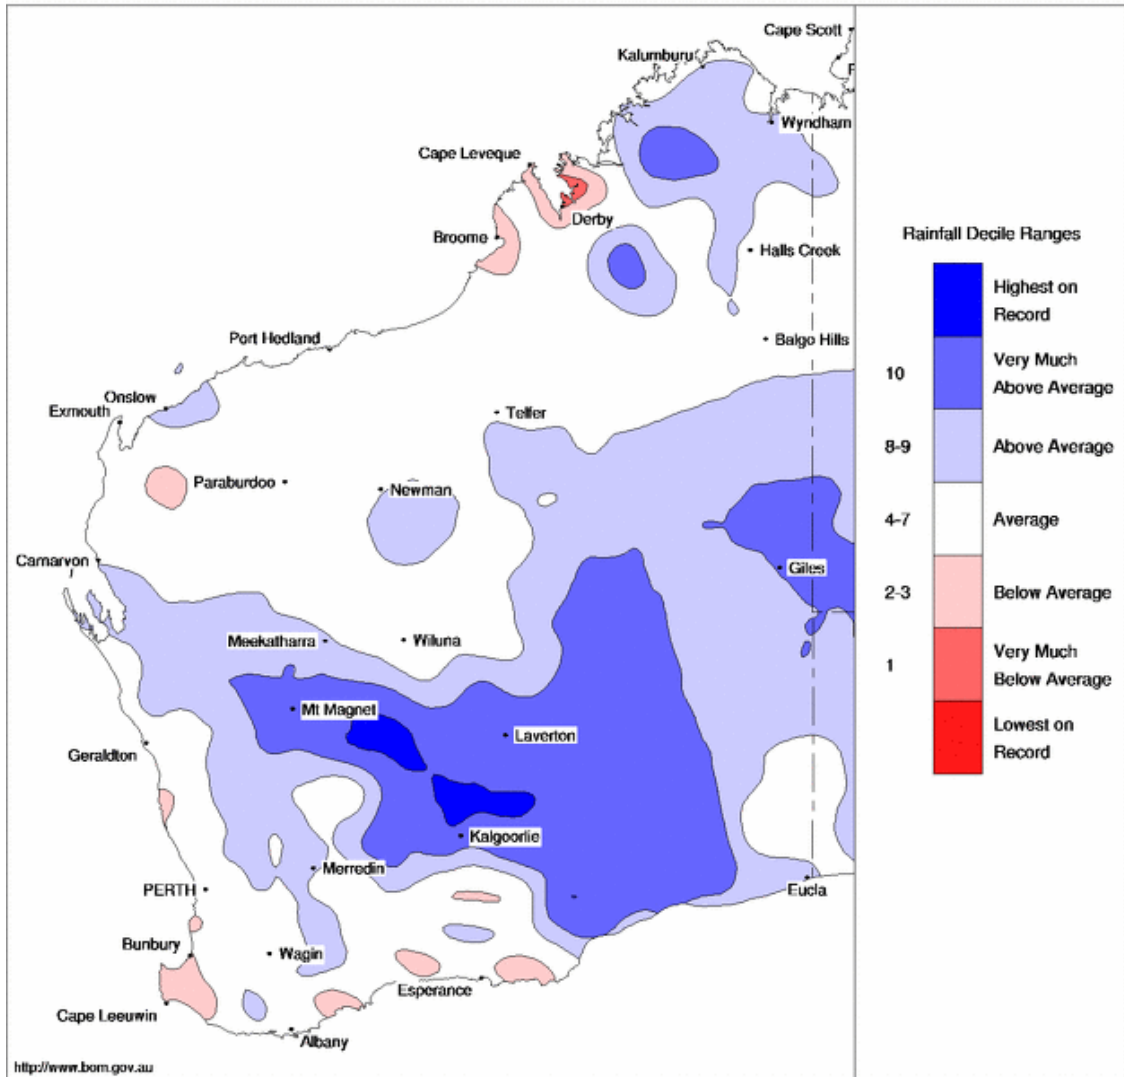 Cape Scott
Kalumburu
Wyndham
Cape Leveque
Derby
Broome
Halls Creek
Port Hedland
Balgo Hills
Onslow
Exmouth
Telfer
Paraburdoo
Newman
Carnarvon
Giles
Meekatharra
Wiluna
Mt Magnet
Laverton
Geraldton
Kalgoorlie
Merredin
PERTH
Eucla
Bunbury
Wagin
Esperance
Cape Leeuwin
Albany
http://www.bom.gov.au
Rainfall Decile Ranges
Highest on
Record
10
Very Much
Above Average
8-9
Above Average
4-7
Average
2-3
Below Average
1
Very Much
Below Average
Lowest on
Record